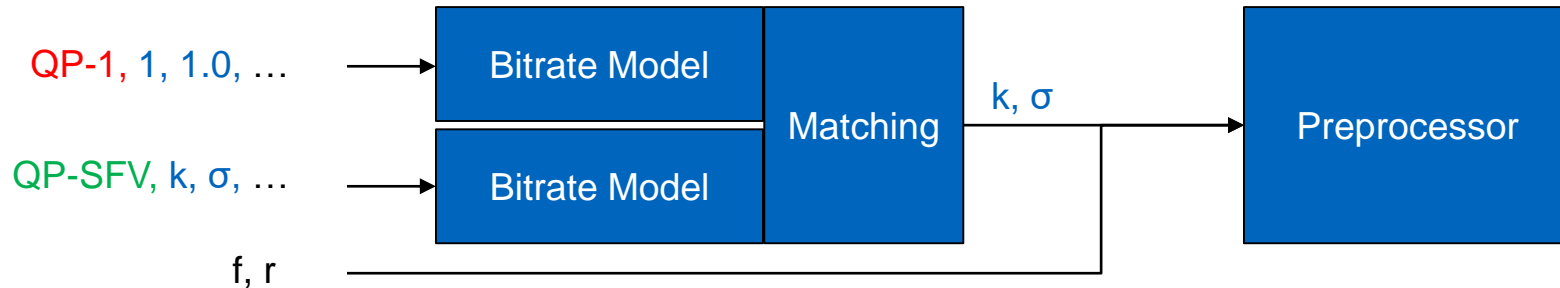 QP-1, 1, 1.0, …
Bitrate Model
QP-SFV, k, σ, …
Bitrate Model
Matching
k, σ
Preprocessor
f, r